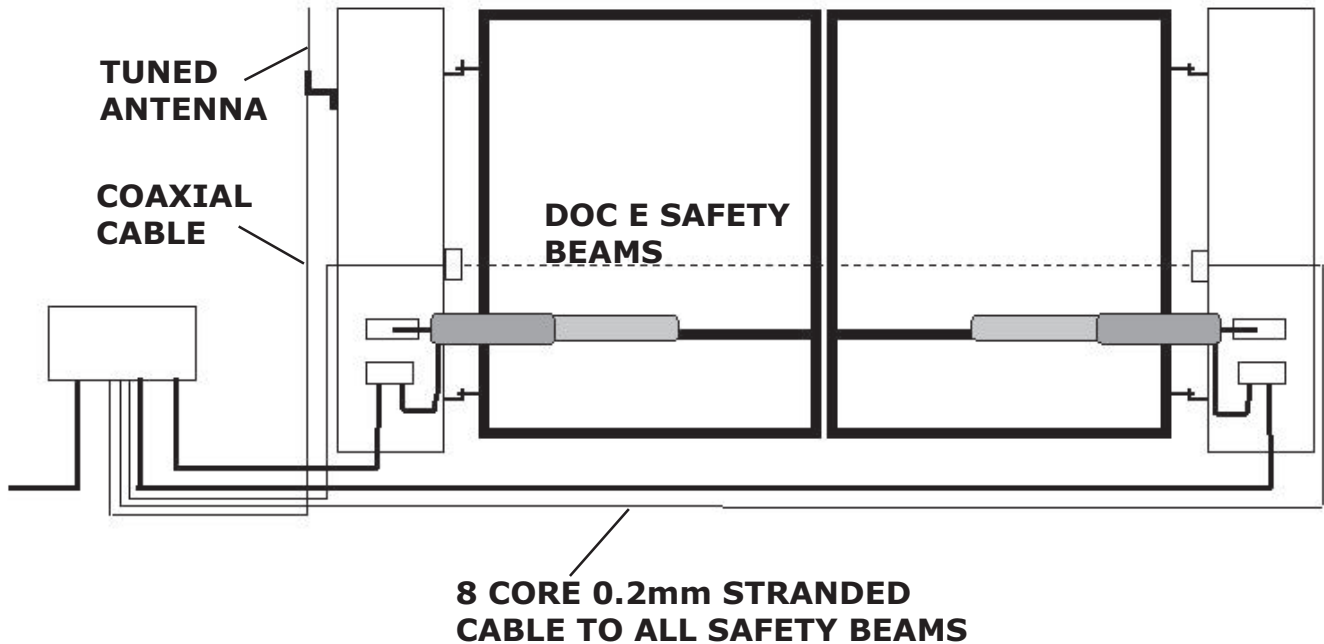 TUNED
ANTENNA
COAXIAL
CABLE
DOC E SAFETY
BEAMS
8 CORE 0.2mm STRANDED
CABLE TO ALL SAFETY BEAMS